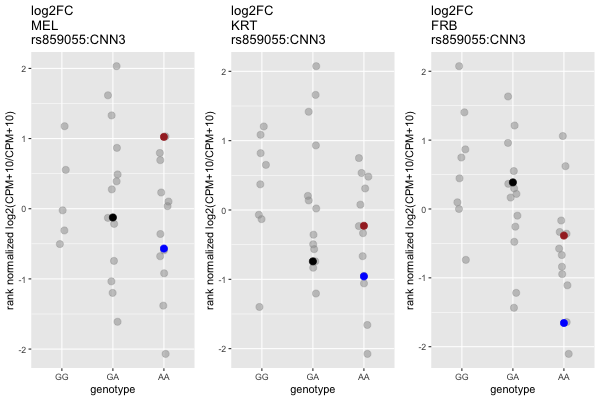 log2FC
MEL
rs859055:CNN3
rank normalized log2(CPM+10/CPM+10)
2
1
0
-1
-2
GG
GA
AA
genotype
log2FC
KRT
rs859055:CNN3
rank normalized log2(CPM+10/CPM+10)
2
1
0
-1
-2
GG
GA
AA
genotype
log2FC
FRB
rs859055:CNN3
rank normalized log2(CPM+10/CPM+10)
2
1
0
-1
-2
GG
GA
AA
genotype